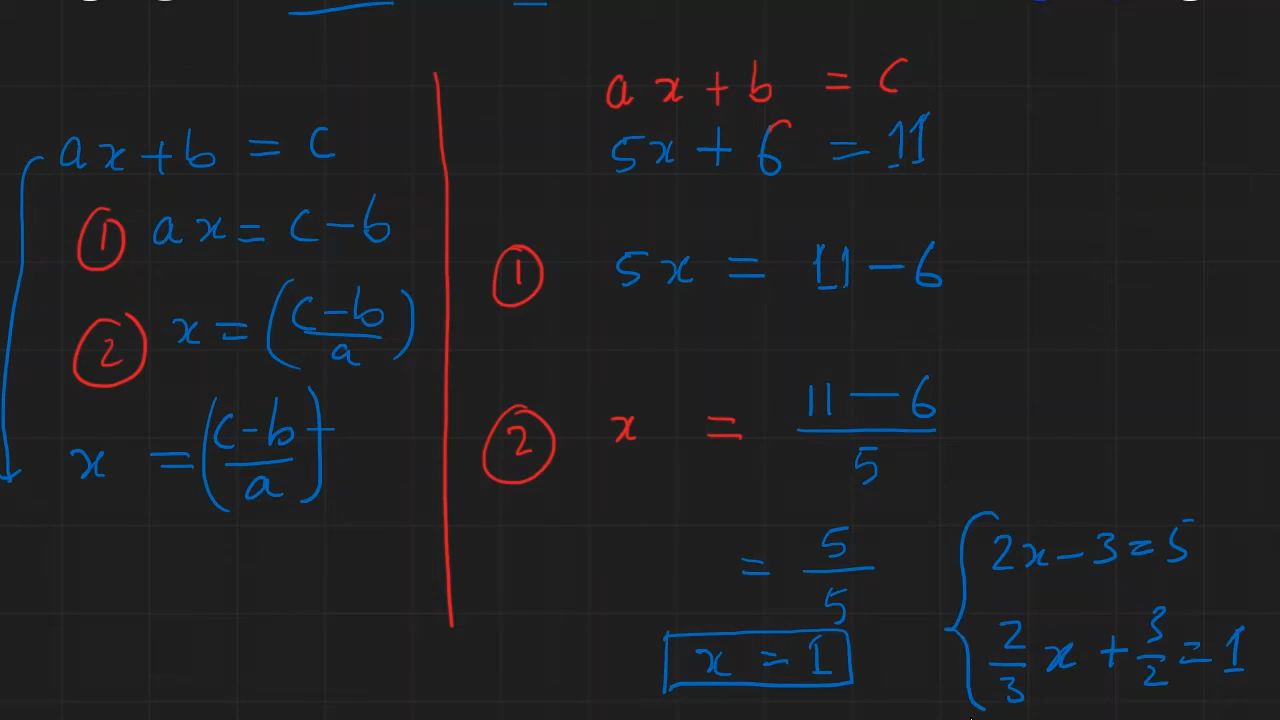 ax + b = c
① ax = c - b
② x = (c-b/a)
x = (c-b/a)
ax + b = c
5x + 6 = 11
① 5x = 11 - 6
② x = 11 - 6/5
= 5/5
x = 1
2x - 3 = 5
2/3 x + 3/2 = 1